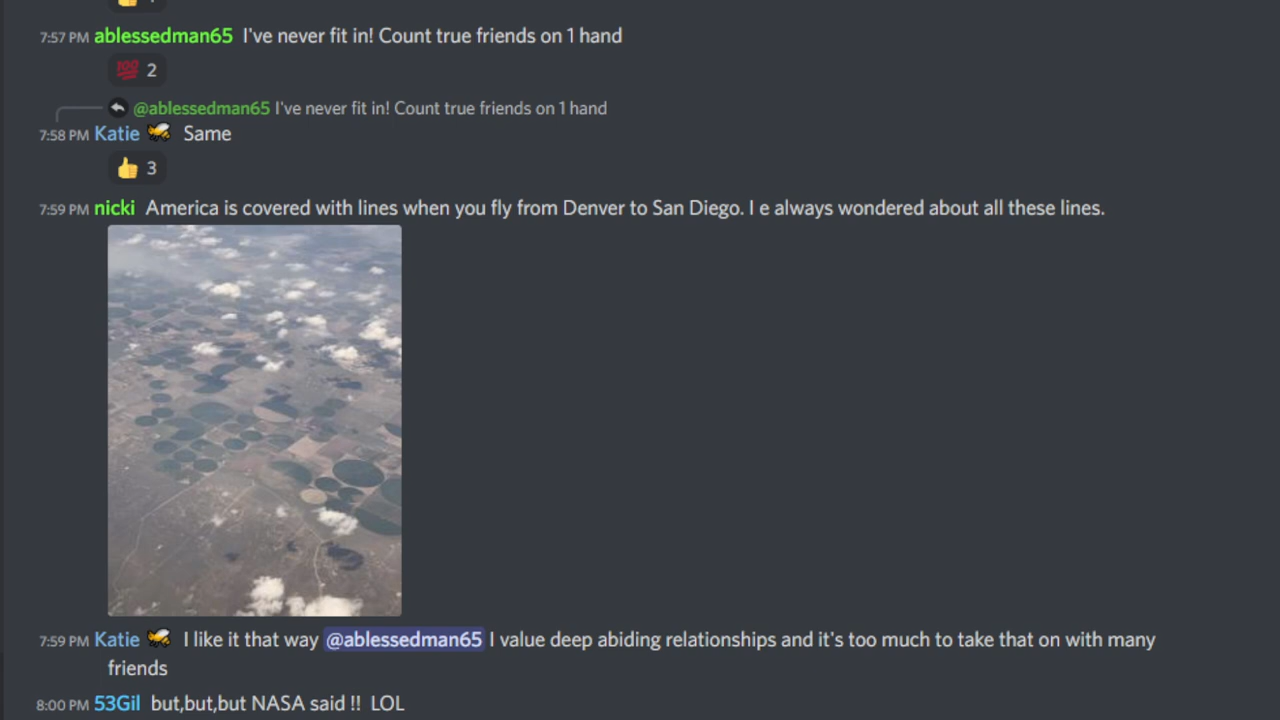 7:57 PM ablessedman65 I've never fit in! Count true friends on 1 hand
💯 2
@ablessedman65 I've never fit in! Count true friends on 1 hand
7:58 PM Katie 🐝 Same
👍 3
7:59 PM nicki America is covered with lines when you fly from Denver to San Diego. I e always wondered about all these lines.
7:59 PM Katie 🐝 I like it that way @ablessedman65 I value deep abiding relationships and it's too much to take that on with many
friends
8:00 PM 53Gil but,but,but NASA said !! LOL